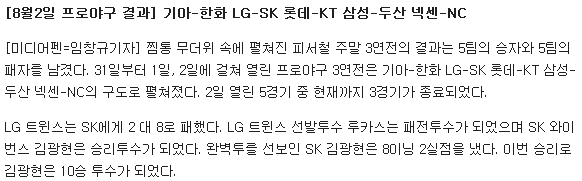 [8월2일 프로야구 결과] 기아-한화 LG-SK 롯데-KT 삼성-두산 넥센-NC
[미디어펜=임창규기자] 찜통 무더위 속에 펼쳐진 피서철 주말 3연전의 결과는 5팀의 승자와 5팀의
패자를 남겼다. 31일부터 1일, 2일에 걸쳐 열린 프로야구 3연전은 기아-한화 LG-SK 롯데-KT 삼성-
두산 넥센-NC의 구도로 펼쳐졌다. 2일 열린 5경기 중 현재까지 3경기가 종료되었다.
LG 트윈스는 SK에게 2 대 8로 패했다. LG 트윈스 선발투수 루카스는 패전투수가 되었으며 SK 와이
번스 김광현은 승리투수가 되었다. 완벽투를 선보인 SK 김광현은 8이닝 2실점을 냈다. 이번 승리로
김광현은 10승 투수가 되었다.